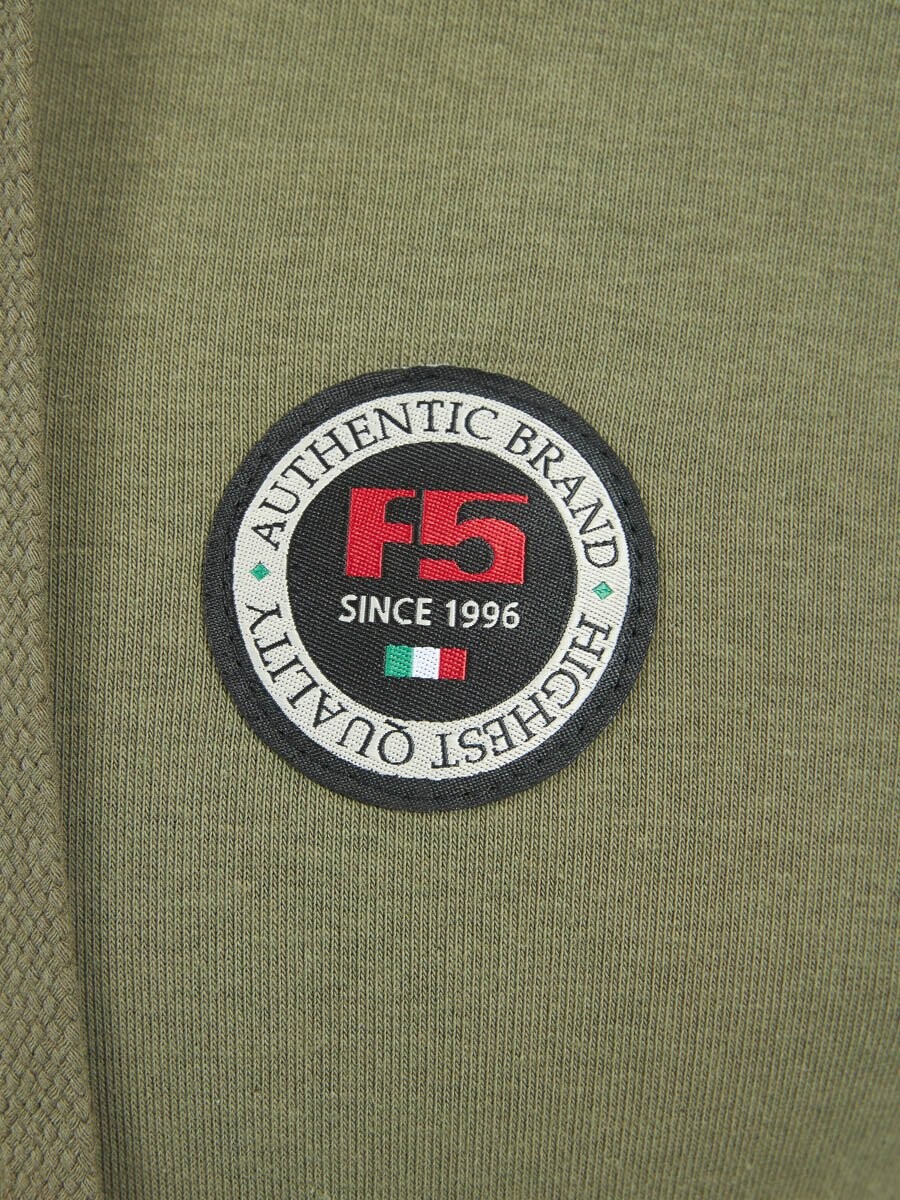 AUTHENTIC BRAND
F5
SINCE 1996
HIGHEST QUALITY